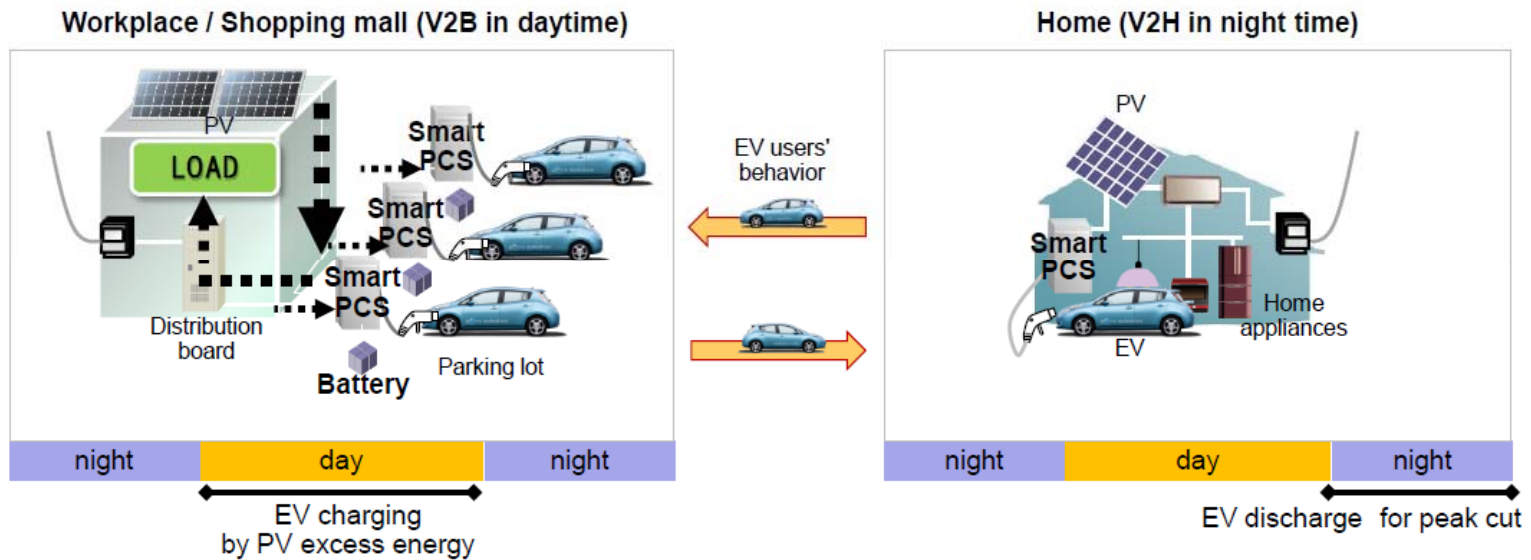 Workplace / Shopping mall (V2B in daytime)
PV
LOAD
Smart
PCS
Smart
PCS
Smart
PCS
Distribution
board
Battery
Parking lot
night
day
night
EV charging
by PV excess energy
EV users'
behavior
Home (V2H in night time)
PV
Smart
PCS
EV
Home
appliances
night
day
night
EV discharge for peak cut